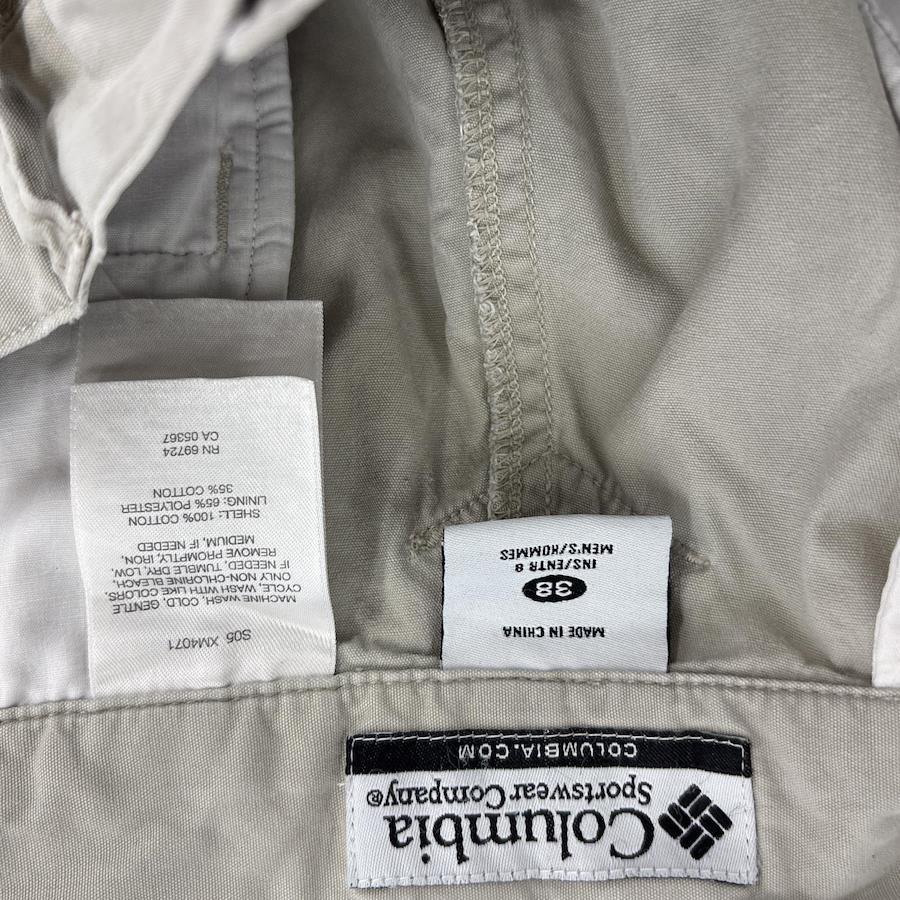 Columbia
Sportswear Company®
COLUMBIA.COM
MADE IN CHINA
38
INS/ENTR 8
MEN'S/HOMMES
S05 XM4071
MACHINE WASH, COLD, GENTLE
CYCLE, WASH WITH LIKE COLORS,
ONLY NON-CHLORINE BLEACH,
IF NEEDED, TUMBLE DRY, LOW,
REMOVE PROMPTLY, IRON,
MEDIUM, IF NEEDED
SHELL: 100% COTTON
LINING: 65% POLYESTER
35% COTTON
RN 69724
CA 05367